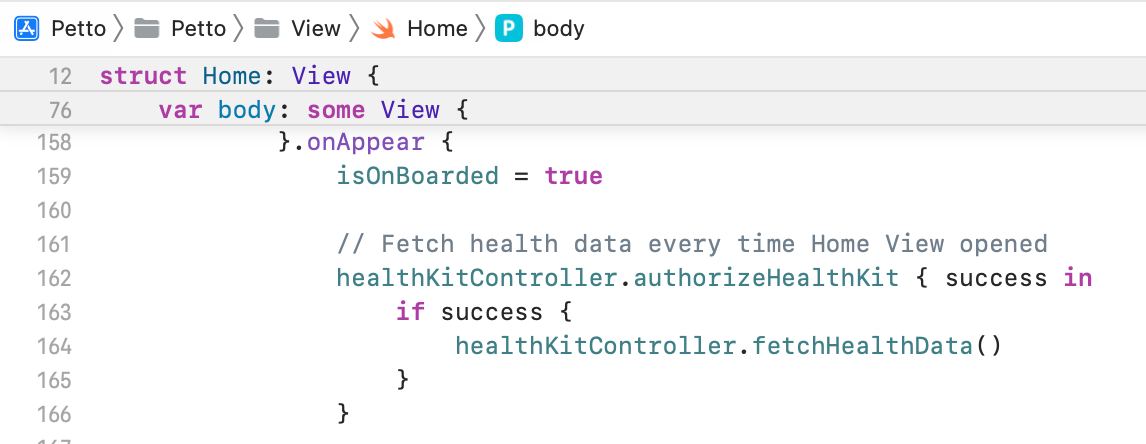 Petto Petto View Home P body
12 struct Home: View {
76 var body: some View {
158 }.onAppear {
159 isOnBoarded = true
160
161 // Fetch health data every time Home View opened
162 healthKitController.authorizeHealthKit { success in
163 if success {
164 healthKitController.fetchHealthData()
165 }
166 }